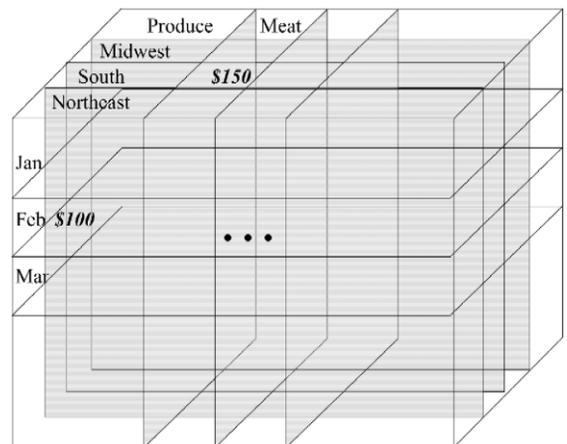 Produce Meat
Midwest
South $150
Northeast
Jan
Feb $100
• • •
Mar